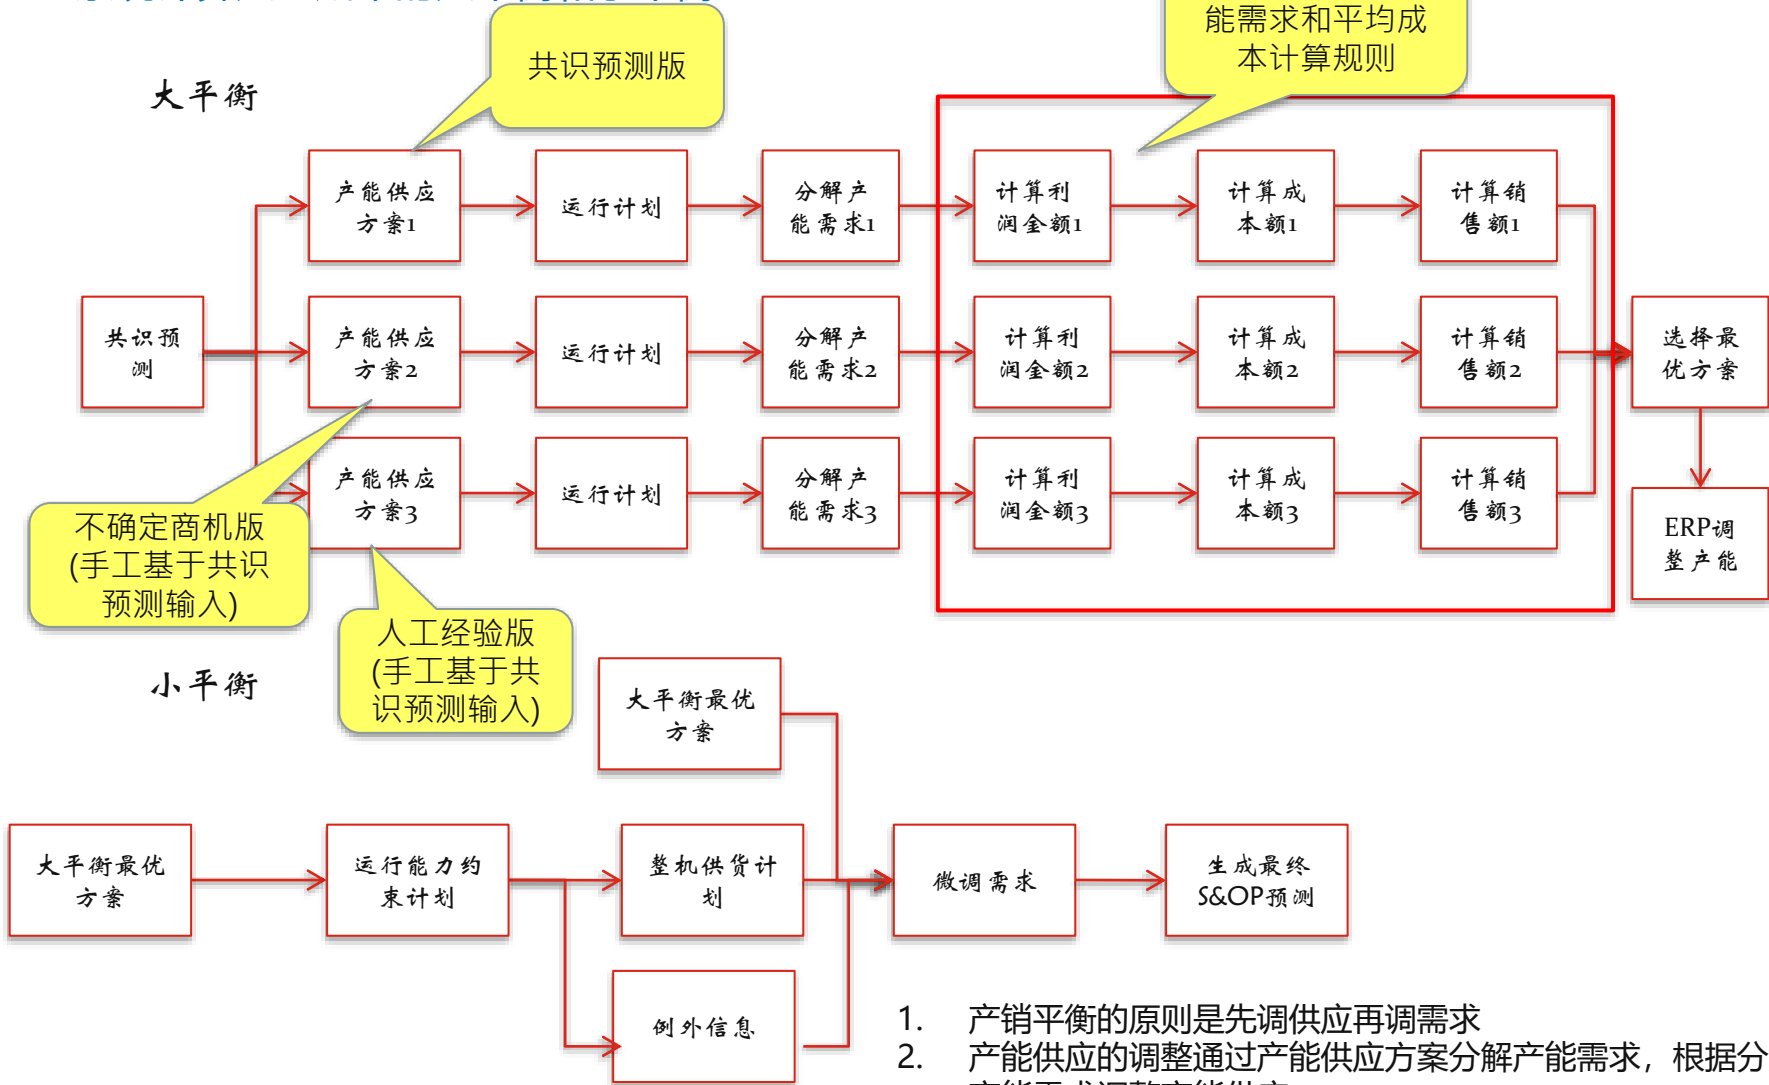 能需求和平均成
本计算规则
共识预测版
大平衡
产能供应
方案1
运行计划
分解产
能需求1
计算利
润金额1
计算成
本额1
计算销
售额1
共识预
测
产能供应
方案2
运行计划
分解产
能需求2
计算利
润金额2
计算成
本额2
计算销
售额2
选择最
优方案
产能供应
方案3
运行计划
分解产
能需求3
计算利
润金额3
计算成
本额3
计算销
售额3
ERP调
整产能
不确定商机版
(手工基于共识
预测输入)
人工经验版
(手工基于共
识预测输入)
小平衡
大平衡最优
方案
大平衡最优
方案
运行能力约
束计划
整机供货计
划
微调需求
生成最终
S&OP预测
例外信息
1. 产销平衡的原则是先调供应再调需求
2. 产能供应的调整通过产能供应方案分解产能需求，根据分